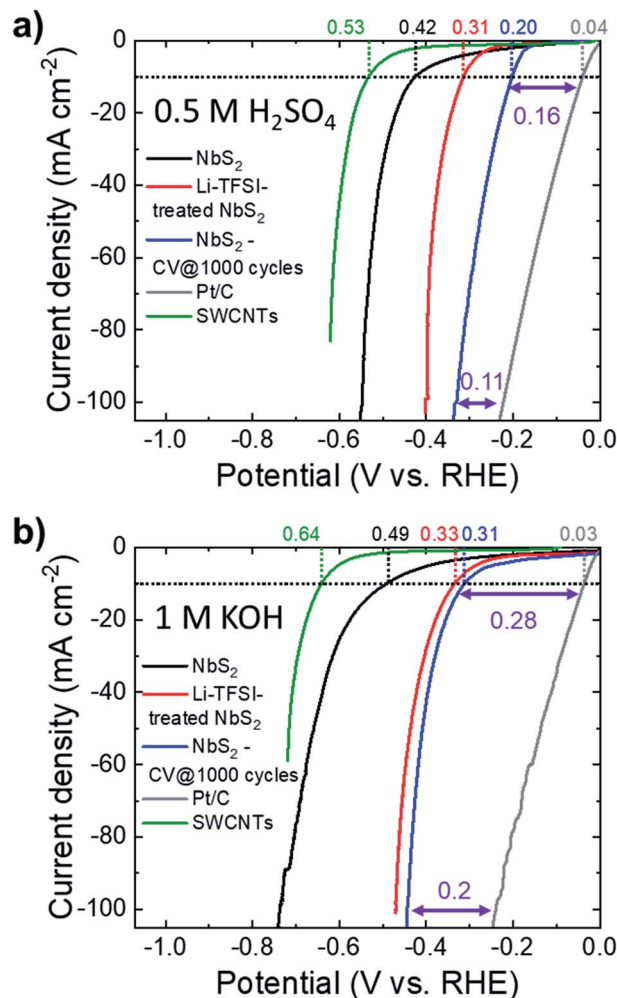 a)
0.53 0.42 0.31 0.20 0.04
0
-20
-40
-60
-80
-100
Current density (mA cm⁻²)
0.16
0.5 M H₂SO₄
NbS₂
Li-TFSI-
treated NbS₂
NbS₂ -
CV@1000 cycles
Pt/C
SWCNTs
0.11
-1.0 -0.8 -0.6 -0.4 -0.2 0.0
Potential (V vs. RHE)
b)
0.64 0.49 0.33 0.31 0.03
0
-20
-40
-60
-80
-100
Current density (mA cm⁻²)
0.28
1 M KOH
NbS₂
Li-TFSI-
treated NbS₂
NbS₂ -
CV@1000 cycles
Pt/C
SWCNTs
0.2
-1.0 -0.8 -0.6 -0.4 -0.2 0.0
Potential (V vs. RHE)